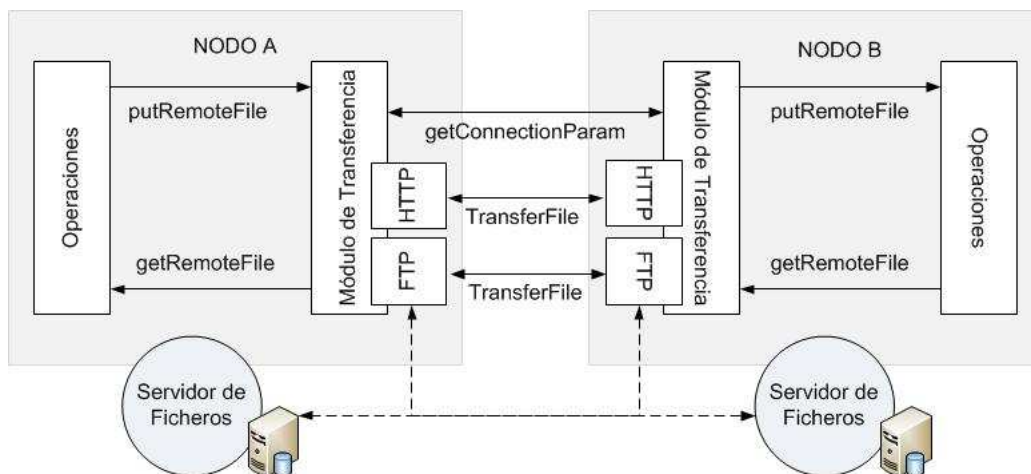 NODO A
Operaciones
putRemoteFile
getRemoteFile
Módulo de Transferencia
HTTP
FTP
getConnectionParam
TransferFile
TransferFile
NODO B
HTTP
FTP
Módulo de Transferencia
putRemoteFile
getRemoteFile
Operaciones
Servidor de
Ficheros
Servidor de
Ficheros